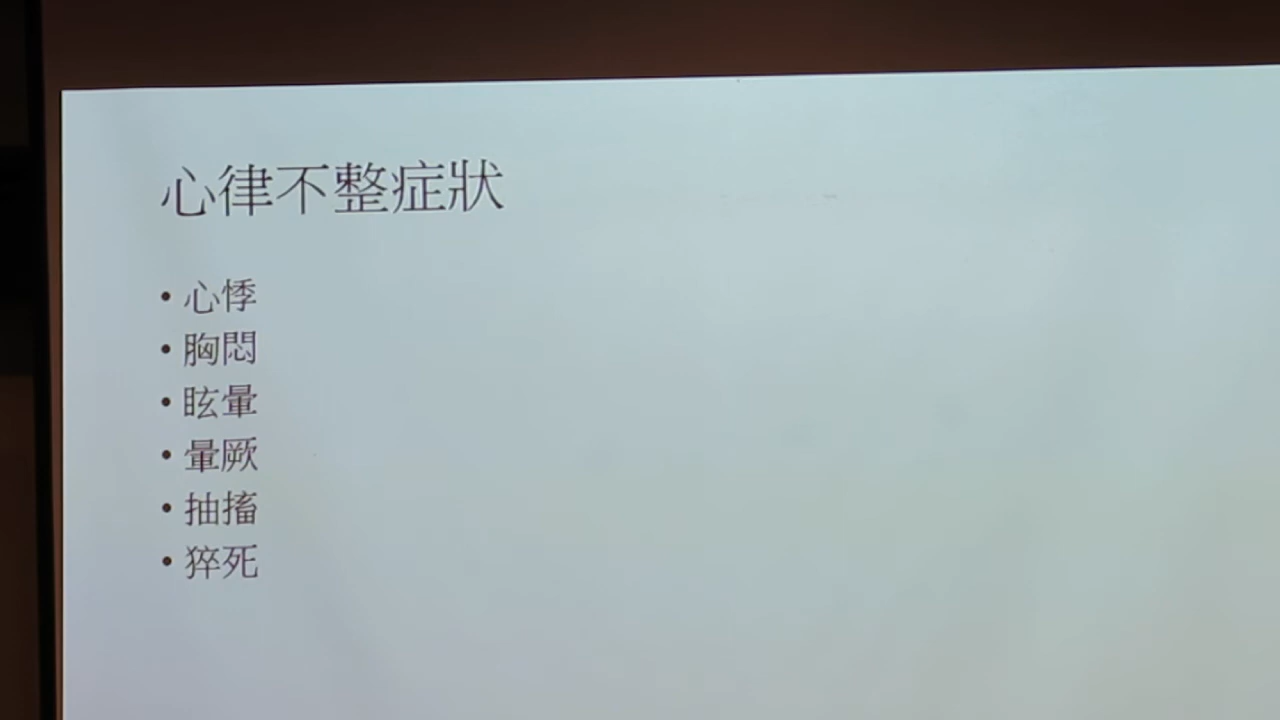 心律不整症狀
• 心悸
• 胸悶
• 眩暈
• 暈厥
• 抽搐
• 猝死